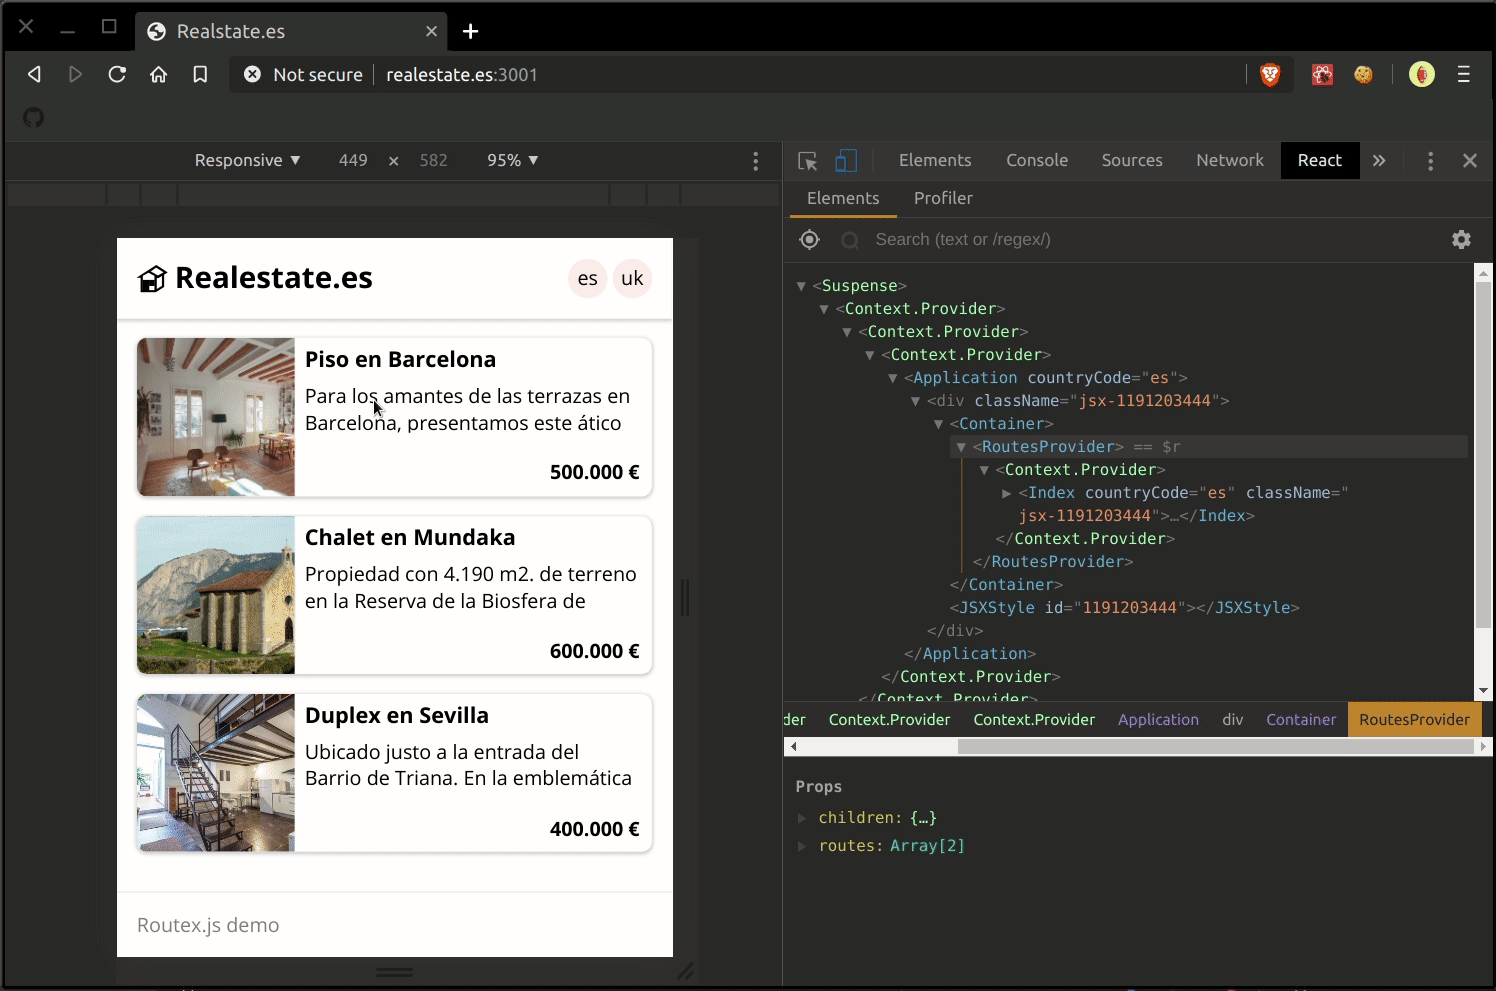 Realstate.es
Not secure
realestate.es:3001
Responsive ▼ 449 × 582 95% ▼
Elements Console Sources Network React »
Elements Profiler
Search (text or /regex/)
Realestate.es
es uk
Piso en Barcelona
Para los amantes de las terrazas en
Barcelona, presentamos este ático
500.000 €
Chalet en Mundaka
Propiedad con 4.190 m2. de terreno
en la Reserva de la Biosfera de
600.000 €
Duplex en Sevilla
Ubicado justo a la entrada del
Barrio de Triana. En la emblemática
400.000 €
Routex.js demo
▼ <Suspense>
▼ <Context.Provider>
▼ <Context.Provider>
▼ <Context.Provider>
▼ <Application countryCode="es">
▼ <div className="jsx-1191203444">
▼ <Container>
▼ <RoutesProvider> == $r
▼ <Context.Provider>
▶ <Index countryCode="es" className="
jsx-1191203444">…</Index>
</Context.Provider>
</RoutesProvider>
</Container>
<JSXStyle id="1191203444"></JSXStyle>
</div>
</Application>
</Context.Provider>
</Context.Provider>
der Context.Provider Context.Provider Application div Container RoutesProvider
Props
▶ children: {…}
▶ routes: Array[2]